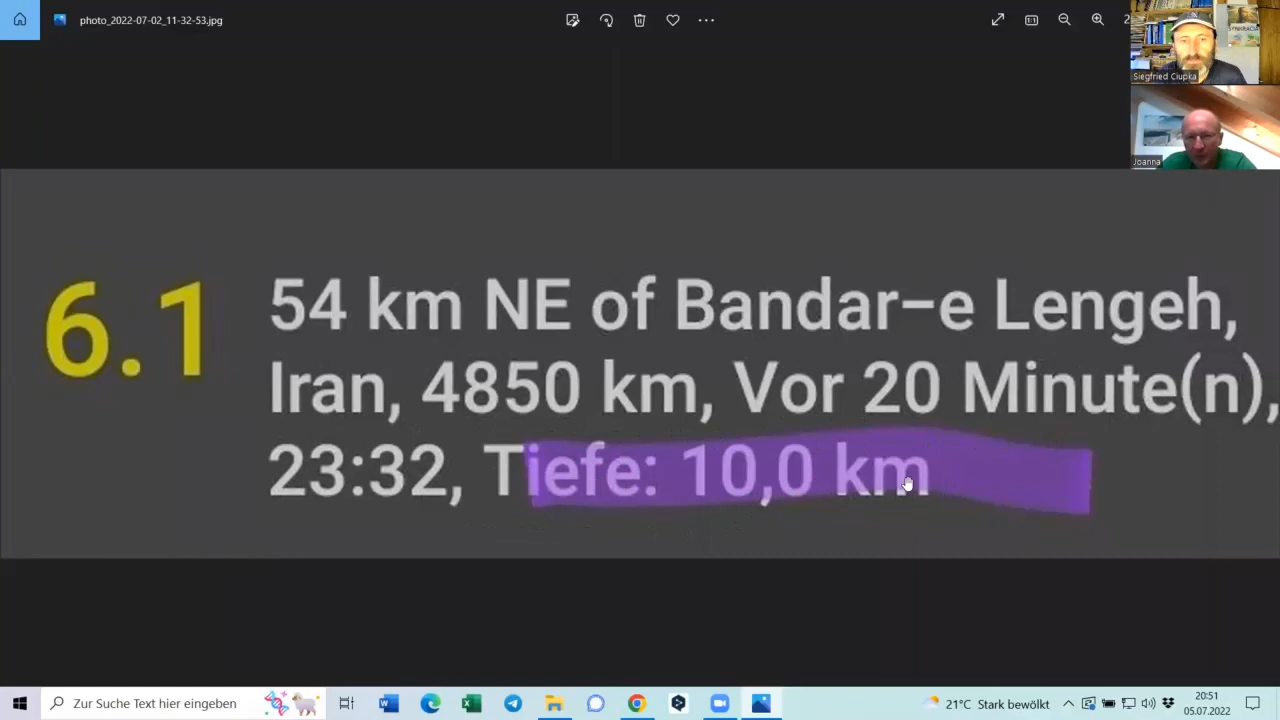 photo_2022-07-02_11-32-53.jpg
Siegfried Ciupka
Joanna
6.1
54 km NE of Bandar–e Lengeh,
Iran, 4850 km, Vor 20 Minute(n),
23:32, Tiefe: 10,0 km
Zur Suche Text hier eingeben
21°C Stark bewölkt
20:51
05.07.2022